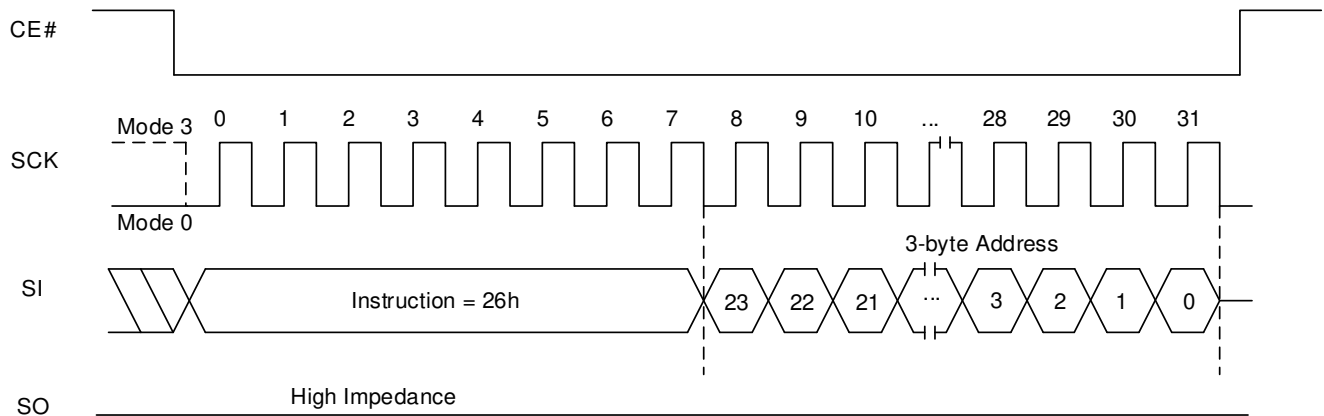 CE#
Mode 3
0 1 2 3 4 5 6 7 8 9 10 ... 28 29 30 31
SCK
Mode 0
3-byte Address
SI
Instruction = 26h
23 22 21 ... 3 2 1 0
High Impedance
SO